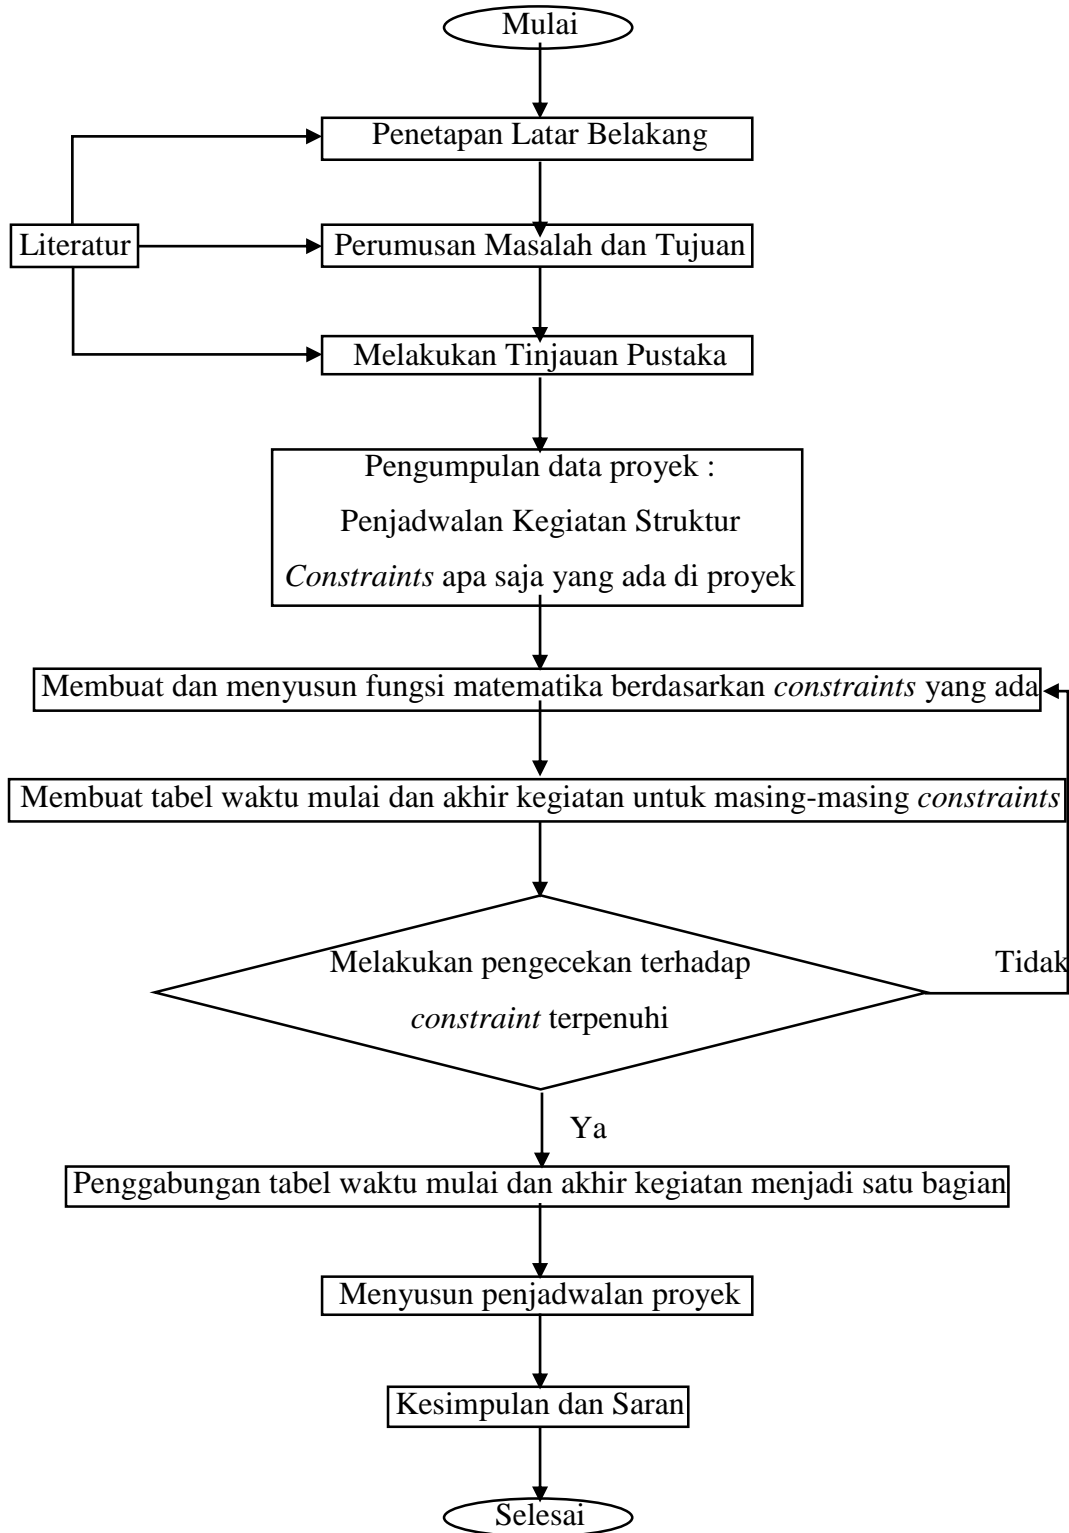 Mulai
Penetapan Latar Belakang
Literatur
Perumusan Masalah dan Tujuan
Melakukan Tinjauan Pustaka
Pengumpulan data proyek :
Penjadwalan Kegiatan Struktur
Constraints apa saja yang ada di proyek
Membuat dan menyusun fungsi matematika berdasarkan constraints yang ada
Membuat tabel waktu mulai dan akhir kegiatan untuk masing-masing constraints
Melakukan pengecekan terhadap
constraint terpenuhi
Tidak
Ya
Penggabungan tabel waktu mulai dan akhir kegiatan menjadi satu bagian
Menyusun penjadwalan proyek
Kesimpulan dan Saran
Selesai